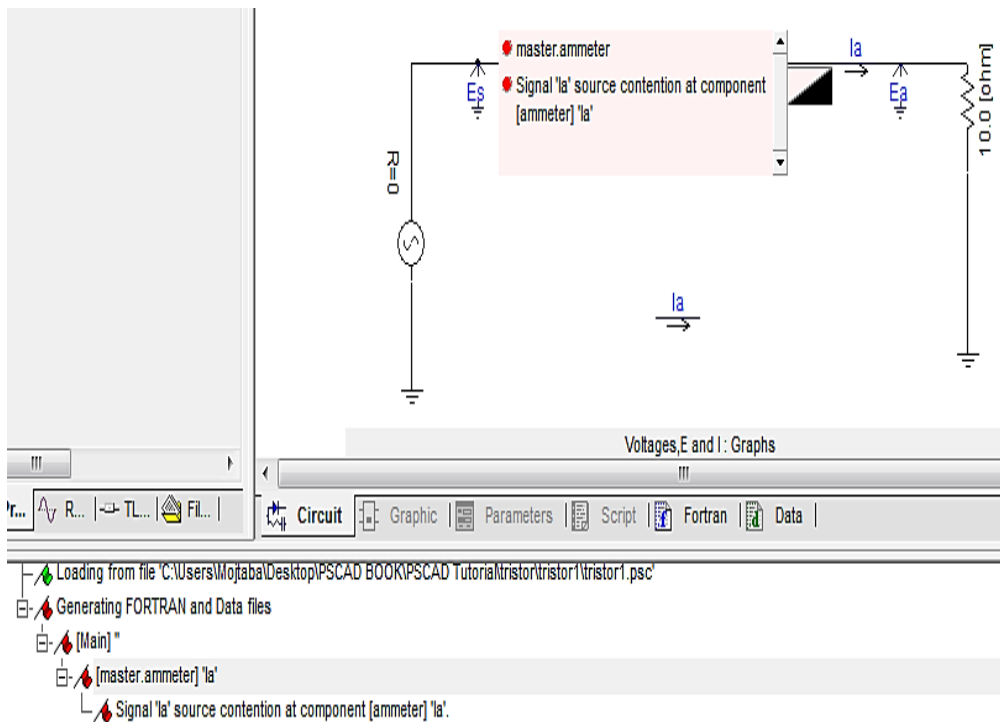 master.ammeter
Signal 'Ia' source contention at component
[ammeter] 'Ia'
Ia
Es
Ea
10.0 [ohm]
R=0
Ia
Voltages,E and I : Graphs
r...
R...
TL...
Fil...
Circuit
Graphic
Parameters
Script
Fortran
Data
Loading from file 'C:\Users\Mojtaba\Desktop\PSCAD BOOK\PSCAD Tutorial\tristor\tristor1\tristor1.psc'
Generating FORTRAN and Data files
[Main] ''
[master.ammeter] 'Ia'
Signal 'Ia' source contention at component [ammeter] 'Ia'.